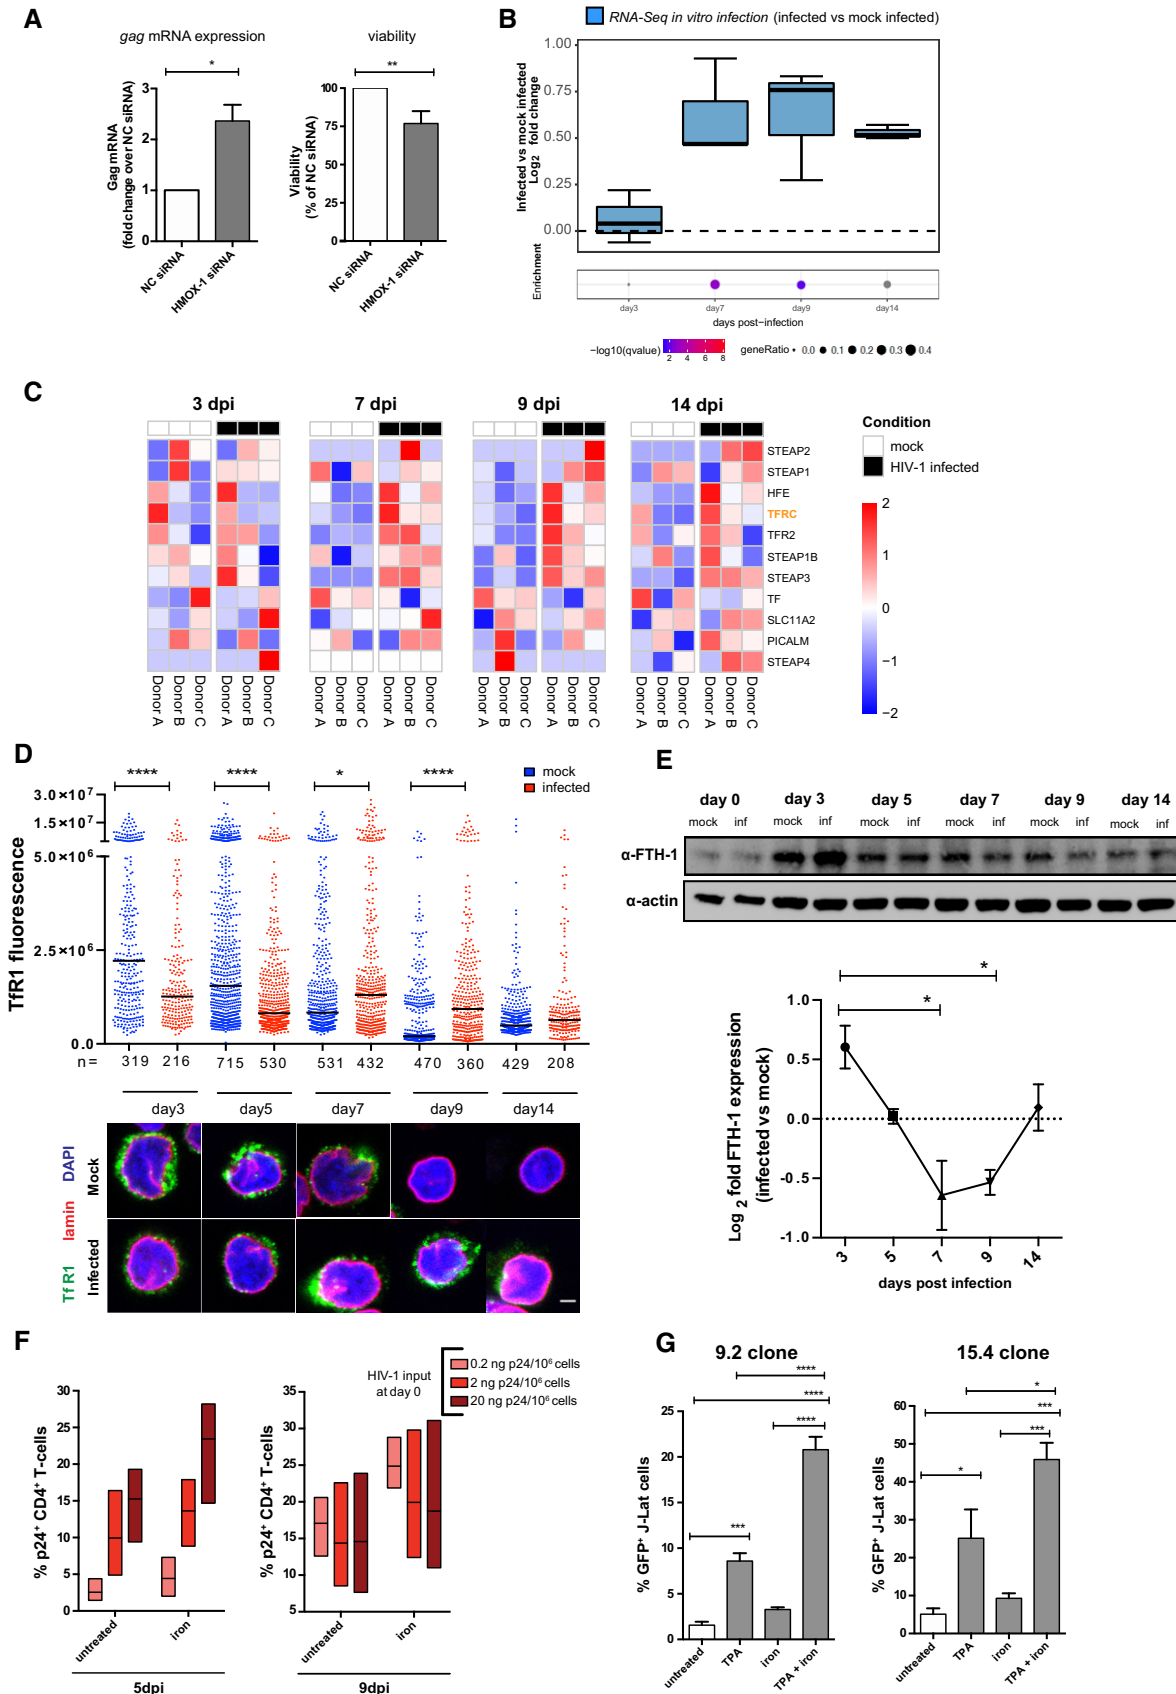 A
gag mRNA expression
*
Gag mRNA
(fold change over NC siRNA)
3
2
1
0
NC siRNA
HMOX-1 siRNA
viability
**
Viability
(% of NC siRNA)
100
75
50
25
0
NC siRNA
HMOX-1 siRNA
B
RNA-Seq in vitro infection (infected vs mock infected)
Infected vs mock infected
Log2 fold change
1.00
0.75
0.50
0.25
0.00
Enrichment
day3 day7 day9 day14
days post-infection
-log10(qvalue) 2 4 6 8 geneRatio 0.0 0.1 0.2 0.3 0.4
C
3 dpi 7 dpi 9 dpi 14 dpi
STEAP2
STEAP1
HFE
TFRC
TFR2
STEAP1B
STEAP3
TF
SLC11A2
PICALM
STEAP4
Donor A Donor B Donor C Donor A Donor B Donor C
Donor A Donor B Donor C Donor A Donor B Donor C
Donor A Donor B Donor C Donor A Donor B Donor C
Donor A Donor B Donor C Donor A Donor B Donor C
Condition
mock
HIV-1 infected
2
1
0
−1
−2
D
**** **** * ****
mock
infected
TfR1 fluorescence
3.0×10⁷
1.5×10⁷
5.0×10⁶
2.5×10⁶
0.0
n= 319 216 715 530 531 432 470 360 429 208
day3 day5 day7 day9 day14
TfR1 lamin DAPI
Mock
Infected
E
day 0 day 3 day 5 day 7 day 9 day 14
mock inf mock inf mock inf mock inf mock inf mock inf
α-FTH-1
α-actin
*
*
Log 2 fold FTH-1 expression
(infected vs mock)
1.0
0.5
0.0
-0.5
-1.0
3 5 7 9 14
days post infection
F
HIV-1 input
at day 0
0.2 ng p24/10⁶ cells
2 ng p24/10⁶ cells
20 ng p24/10⁶ cells
% p24⁺ CD4⁺ T-cells
30
25
20
15
10
5
0
untreated iron
5dpi
% p24⁺ CD4⁺ T-cells
35
30
25
20
15
10
5
untreated iron
9dpi
G
9.2 clone
****
****
****
***
% GFP⁺ J-Lat cells
25
20
15
10
5
0
untreated TPA iron TPA + iron
15.4 clone
*
***
***
*
% GFP⁺ J-Lat cells
60
50
40
30
20
10
0
untreated TPA iron TPA + iron